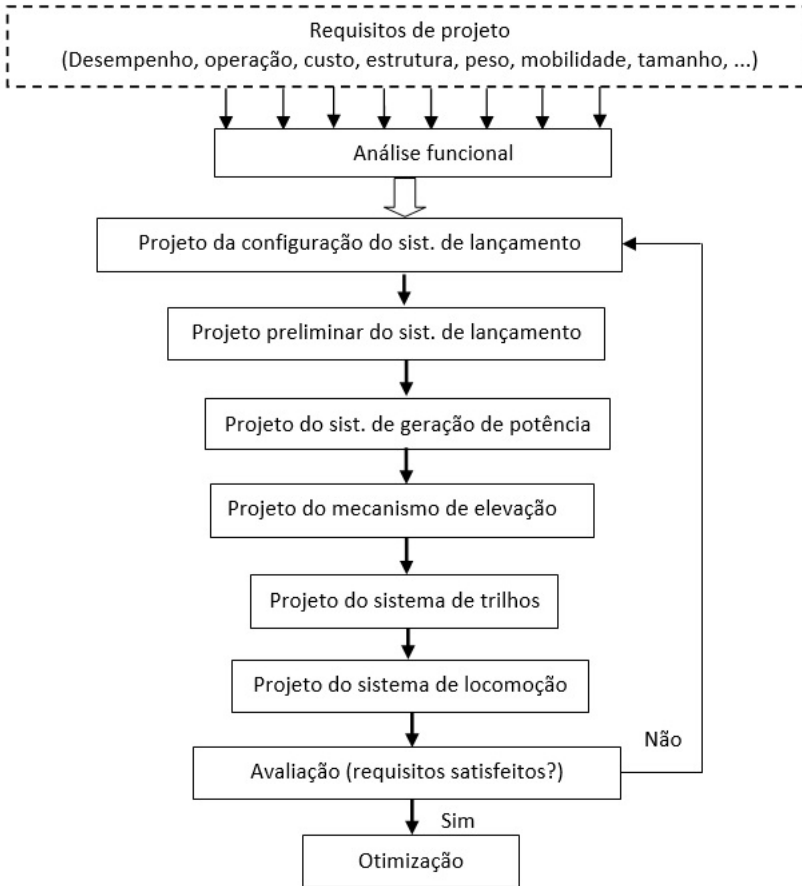 Requisitos de projeto
(Desempenho, operação, custo, estrutura, peso, mobilidade, tamanho, ...)
Análise funcional
Projeto da configuração do sist. de lançamento
Projeto preliminar do sist. de lançamento
Projeto do sist. de geração de potência
Projeto do mecanismo de elevação
Projeto do sistema de trilhos
Projeto do sistema de locomoção
Não
Avaliação (requisitos satisfeitos?)
Sim
Otimização